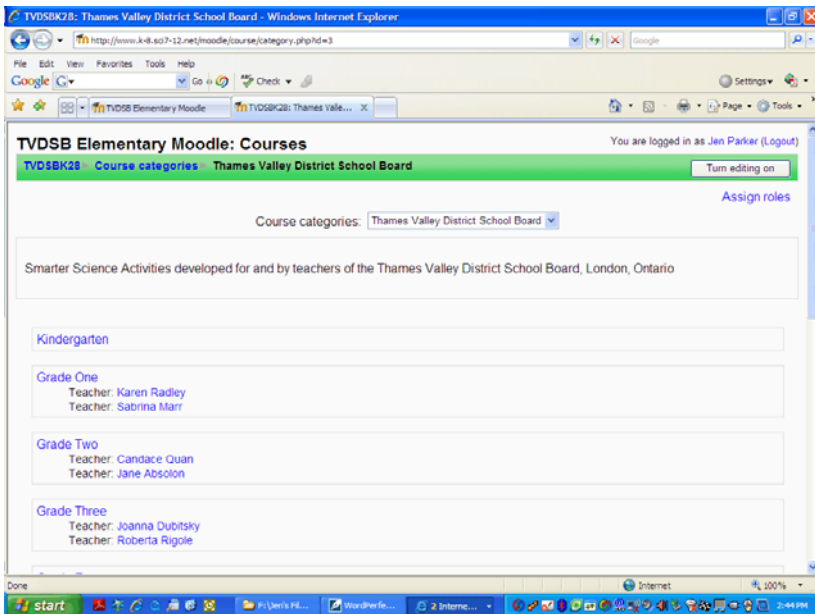 TVDSBK28: Thames Valley District School Board - Windows Internet Explorer
http://www.k-8.sci7-12.net/moodle/course/category.php?id=3
Google
File Edit View Favorites Tools Help
Google Go Check Settings
TVDSB Elementary Moodle TVDSBK28: Thames Vale... X Page Tools
TVDSB Elementary Moodle: Courses You are logged in as Jen Parker (Logout)
TVDSBK28 Course categories Thames Valley District School Board Turn editing on
Assign roles
Course categories: Thames Valley District School Board
Smarter Science Activities developed for and by teachers of the Thames Valley District School Board, London, Ontario
Kindergarten
Grade One
Teacher: Karen Radley
Teacher: Sabrina Marr
Grade Two
Teacher: Candace Quan
Teacher: Jane Absolon
Grade Three
Teacher: Joanna Dubitsky
Teacher: Roberta Rigole
Done Internet 100%
start F:\Jen's Fil... WordPerfe... 2 Interne... 2:44 PM